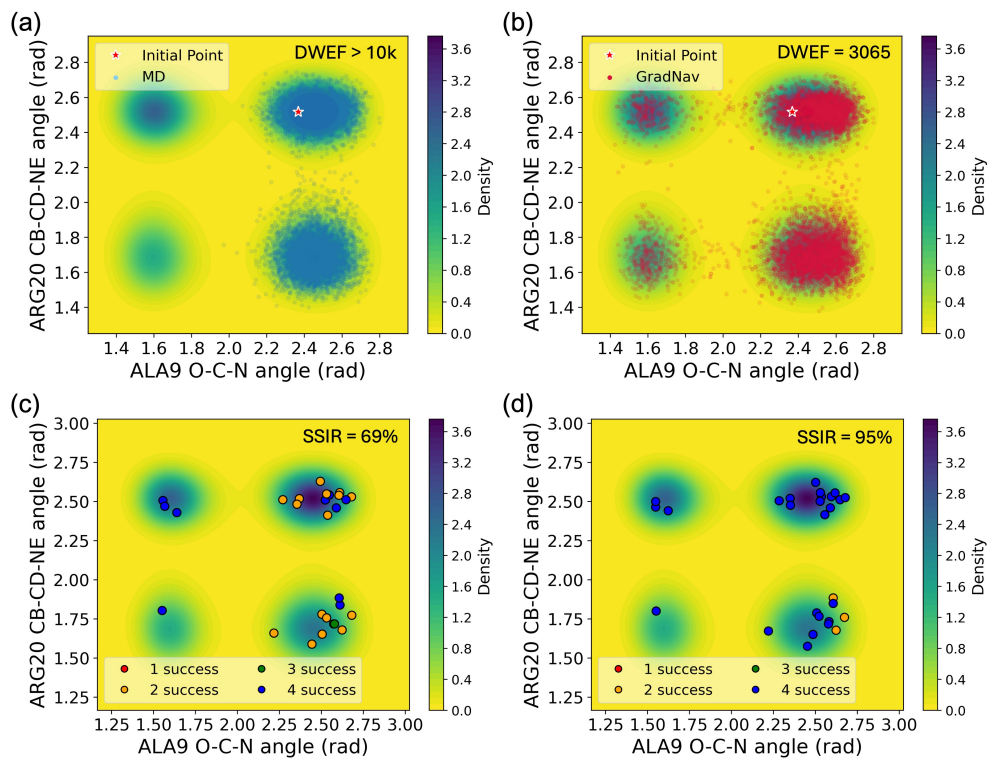 (a)
DWEF > 10k
Initial Point
MD
2.8
2.6
2.4
2.2
2.0
1.8
1.6
1.4
1.4 1.6 1.8 2.0 2.2 2.4 2.6 2.8
ALA9 O-C-N angle (rad)
ARG20 CB-CD-NE angle (rad)
3.6
3.2
2.8
2.4
2.0
1.6
1.2
0.8
0.4
0.0
Density
(b)
DWEF = 3065
Initial Point
GradNav
2.8
2.6
2.4
2.2
2.0
1.8
1.6
1.4
1.4 1.6 1.8 2.0 2.2 2.4 2.6 2.8
ALA9 O-C-N angle (rad)
ARG20 CB-CD-NE angle (rad)
3.6
3.2
2.8
2.4
2.0
1.6
1.2
0.8
0.4
0.0
Density
(c)
SSIR = 69%
3.00
2.75
2.50
2.25
2.00
1.75
1.50
1.25
1 success 3 success
2 success 4 success
1.25 1.50 1.75 2.00 2.25 2.50 2.75 3.00
ALA9 O-C-N angle (rad)
ARG20 CB-CD-NE angle (rad)
3.6
3.2
2.8
2.4
2.0
1.6
1.2
0.8
0.4
0.0
Density
(d)
SSIR = 95%
3.00
2.75
2.50
2.25
2.00
1.75
1.50
1.25
1 success 3 success
2 success 4 success
1.25 1.50 1.75 2.00 2.25 2.50 2.75 3.00
ALA9 O-C-N angle (rad)
ARG20 CB-CD-NE angle (rad)
3.6
3.2
2.8
2.4
2.0
1.6
1.2
0.8
0.4
0.0
Density